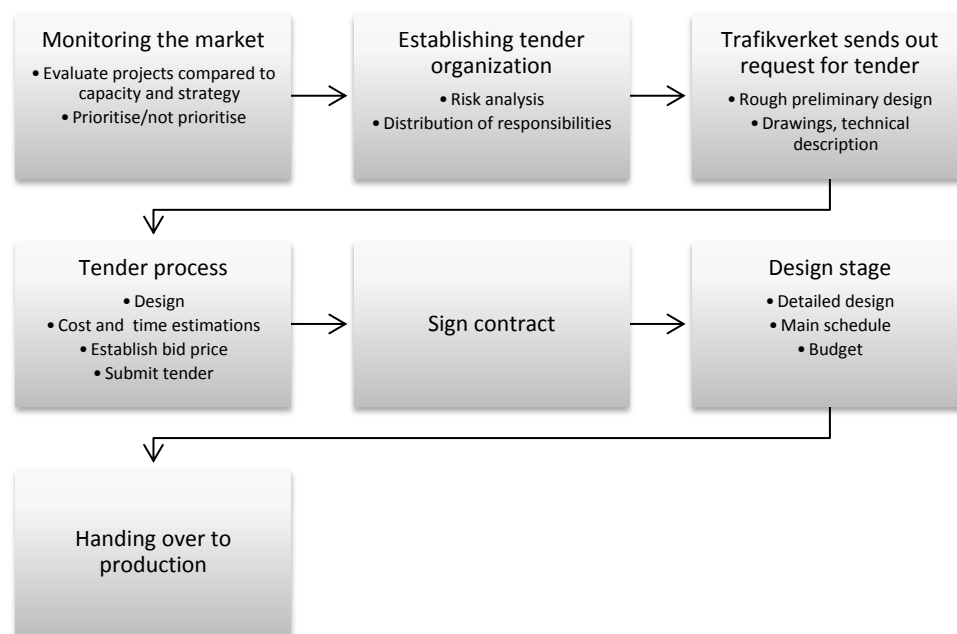 Monitoring the market
• Evaluate projects compared to
capacity and strategy
• Prioritise/not prioritise
Establishing tender
organization
• Risk analysis
• Distribution of responsibilities
Trafikverket sends out
request for tender
• Rough preliminary design
• Drawings, technical
description
Tender process
• Design
• Cost and time estimations
• Establish bid price
• Submit tender
Sign contract
Design stage
• Detailed design
• Main schedule
• Budget
Handing over to
production